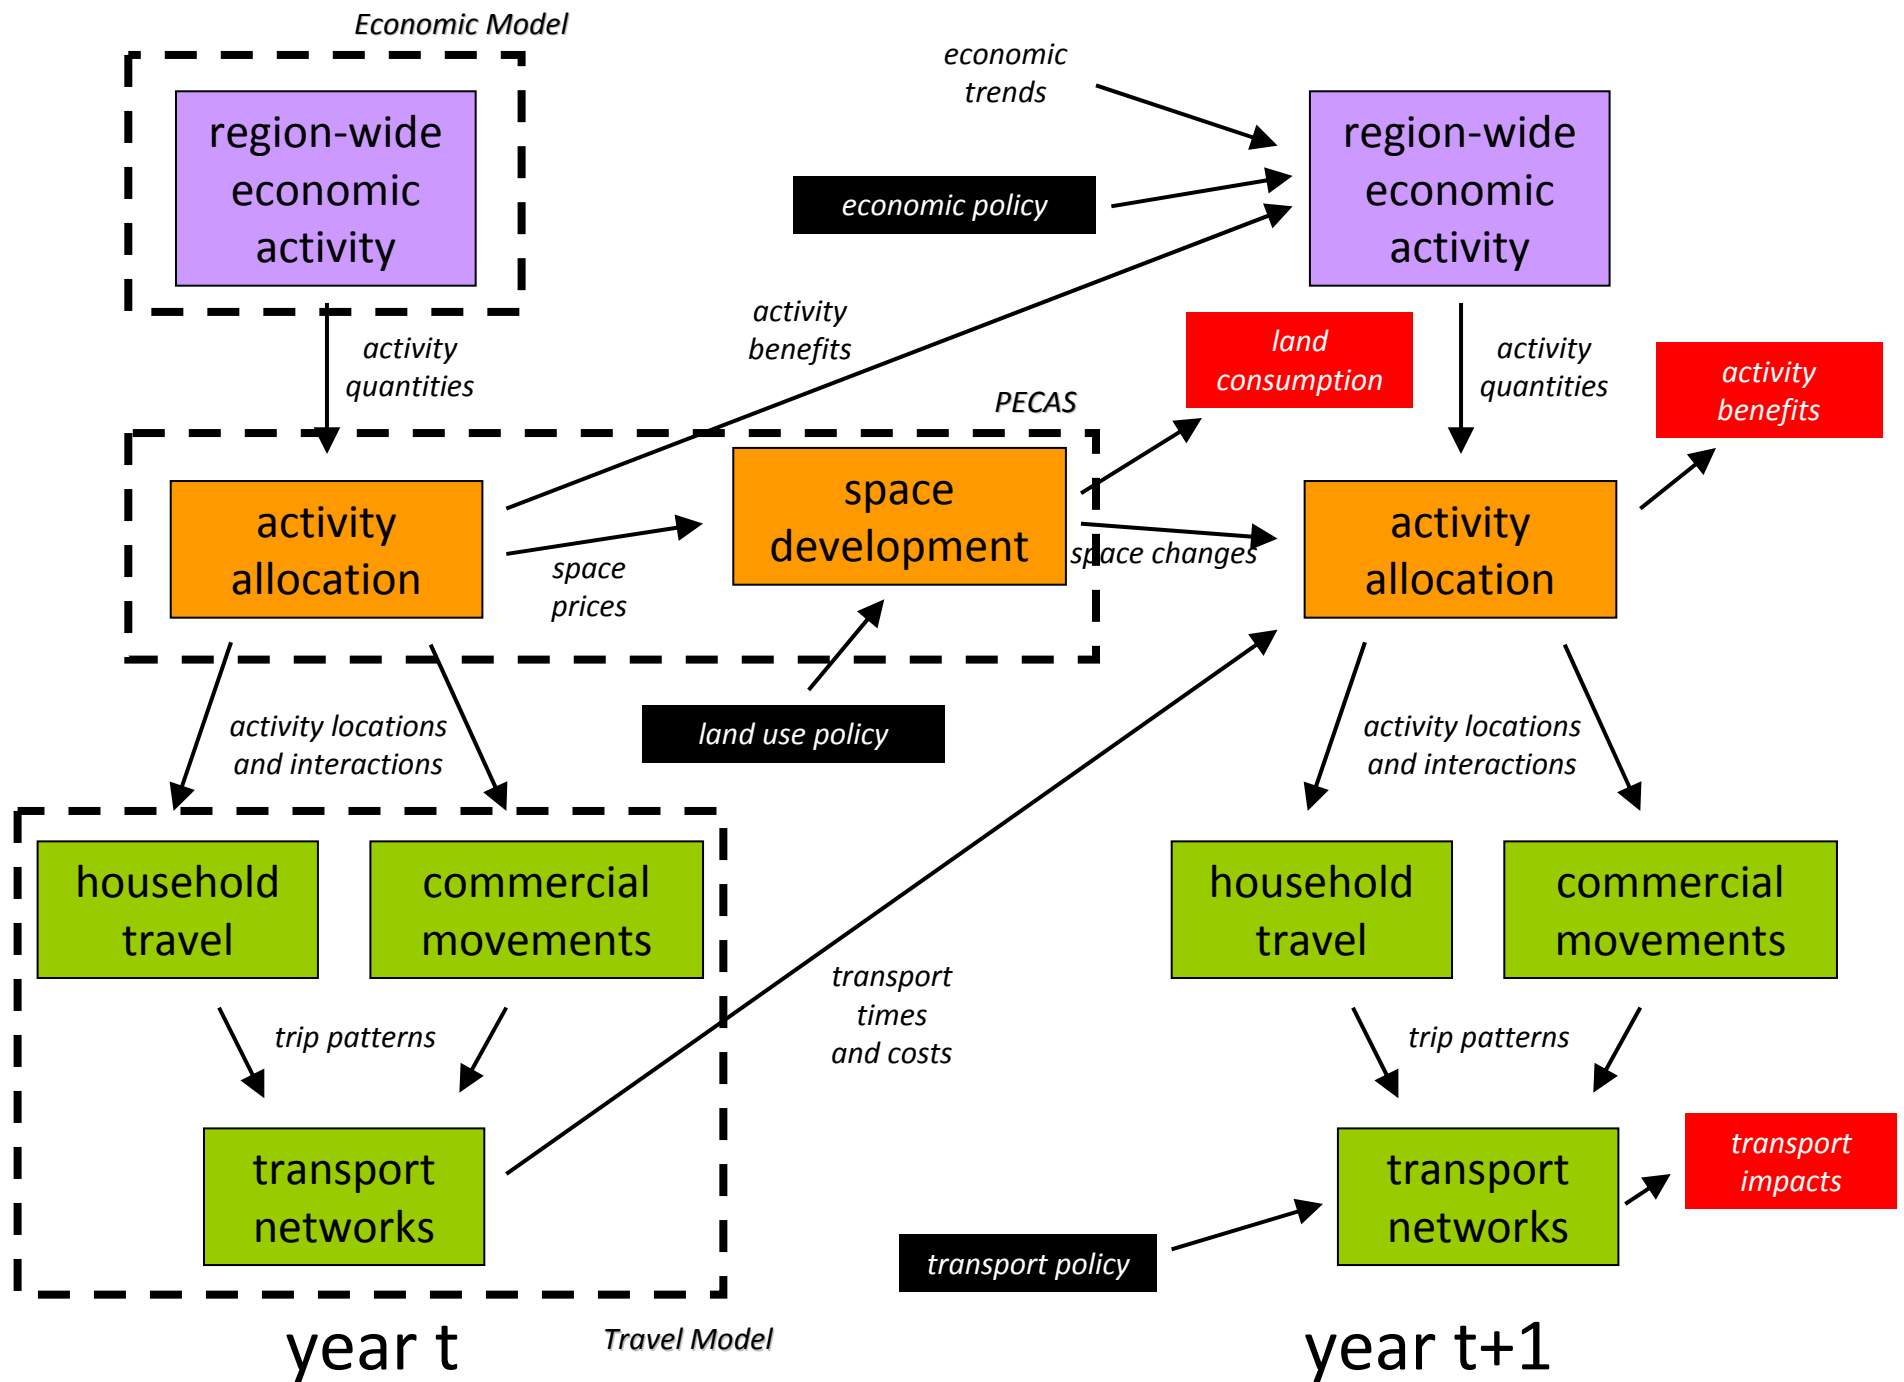 Economic Model
region-wide
economic
activity
economic
trends
economic policy
region-wide
economic
activity
activity
quantities
activity
benefits
land
consumption
activity
quantities
activity
benefits
PECAS
activity
allocation
space
prices
space
development
space changes
activity
allocation
land use policy
activity locations
and interactions
activity locations
and interactions
household
travel
commercial
movements
household
travel
commercial
movements
transport
times
and costs
trip patterns
trip patterns
transport
networks
transport policy
transport
networks
transport
impacts
year t
Travel Model
year t+1